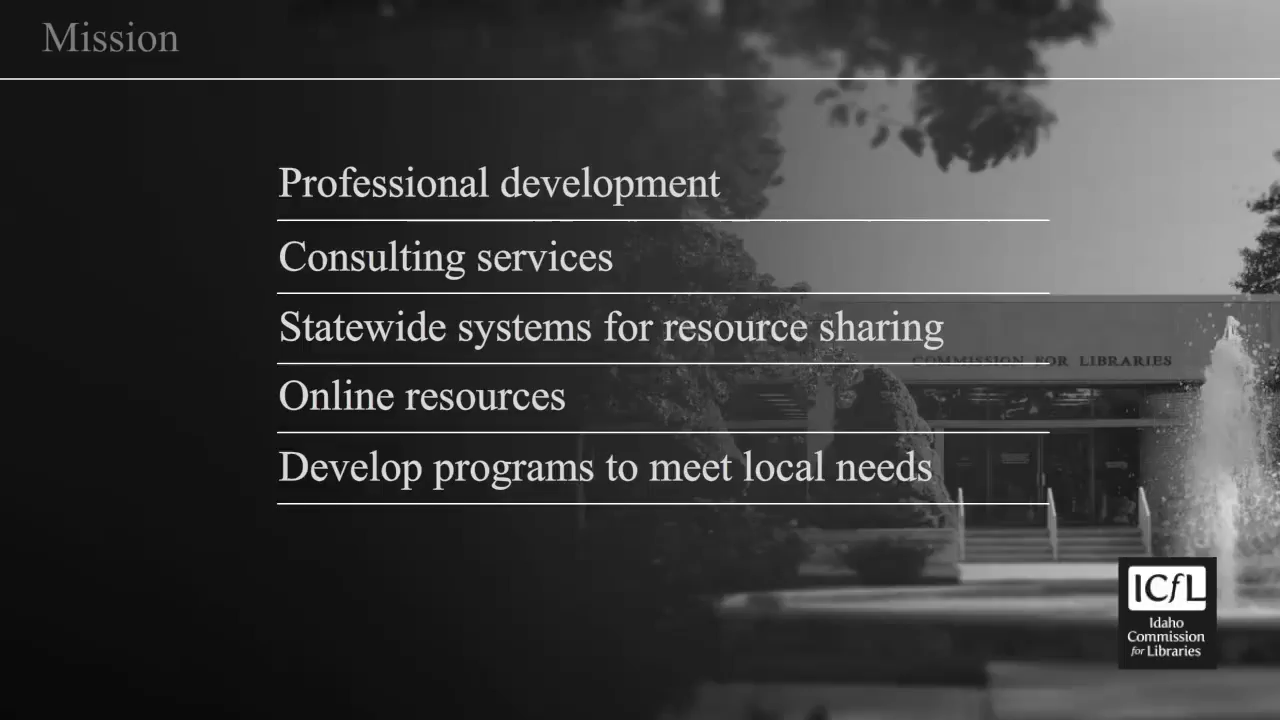 Mission
Professional development
Consulting services
Statewide systems for resource sharing
COMMISSION FOR LIBRARIES
Online resources
Develop programs to meet local needs
ICfL
Idaho
Commission
for Libraries